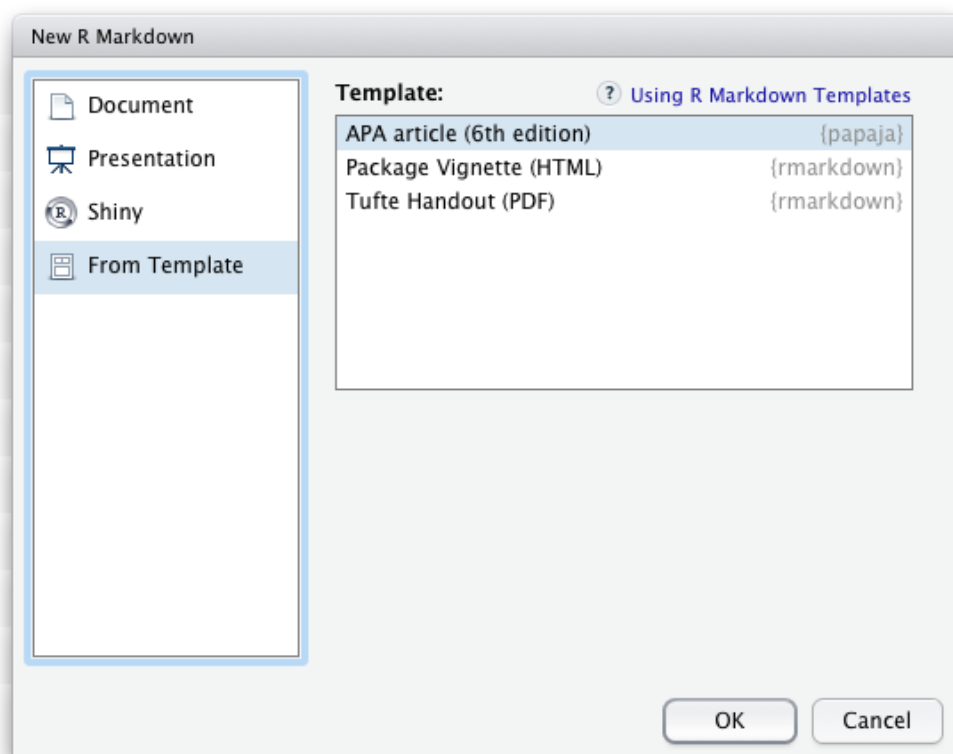 New R Markdown
Document
Presentation
Shiny
From Template
Template:
? Using R Markdown Templates
APA article (6th edition) {papaja}
Package Vignette (HTML) {rmarkdown}
Tufte Handout (PDF) {rmarkdown}
OK
Cancel